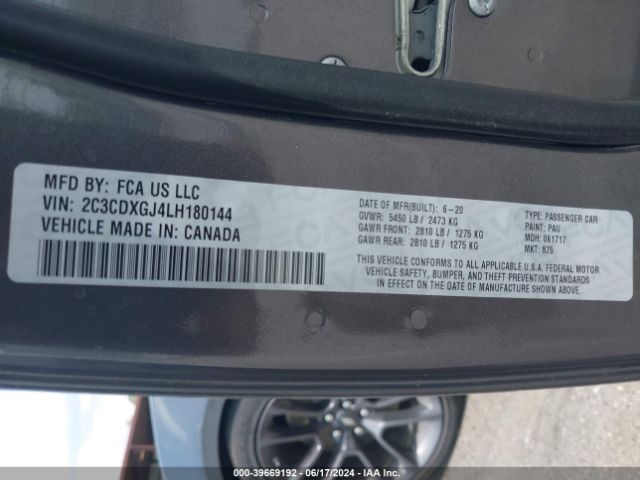 MFD BY: FCA US LLC
VIN: 2C3CDXGJ4LH180144
VEHICLE MADE IN: CANADA
DATE OF MFR(BUILT): 6-20
GVWR: 5450 LB / 2473 KG
GAWR FRONT: 2810 LB / 1275 KG
GAWR REAR: 2810 LB / 1275 KG
TYPE: PASSENGER CAR
PAINT: PAU
MDH: 061717
MKT: 875
THIS VEHICLE CONFORMS TO ALL APPLICABLE U.S.A. FEDERAL MOTOR
VEHICLE SAFETY, BUMPER, AND THEFT PREVENTION STANDARDS
IN EFFECT ON THE DATE OF MANUFACTURE SHOWN ABOVE.
000-39669192 - 06/17/2024 - IAA Inc.